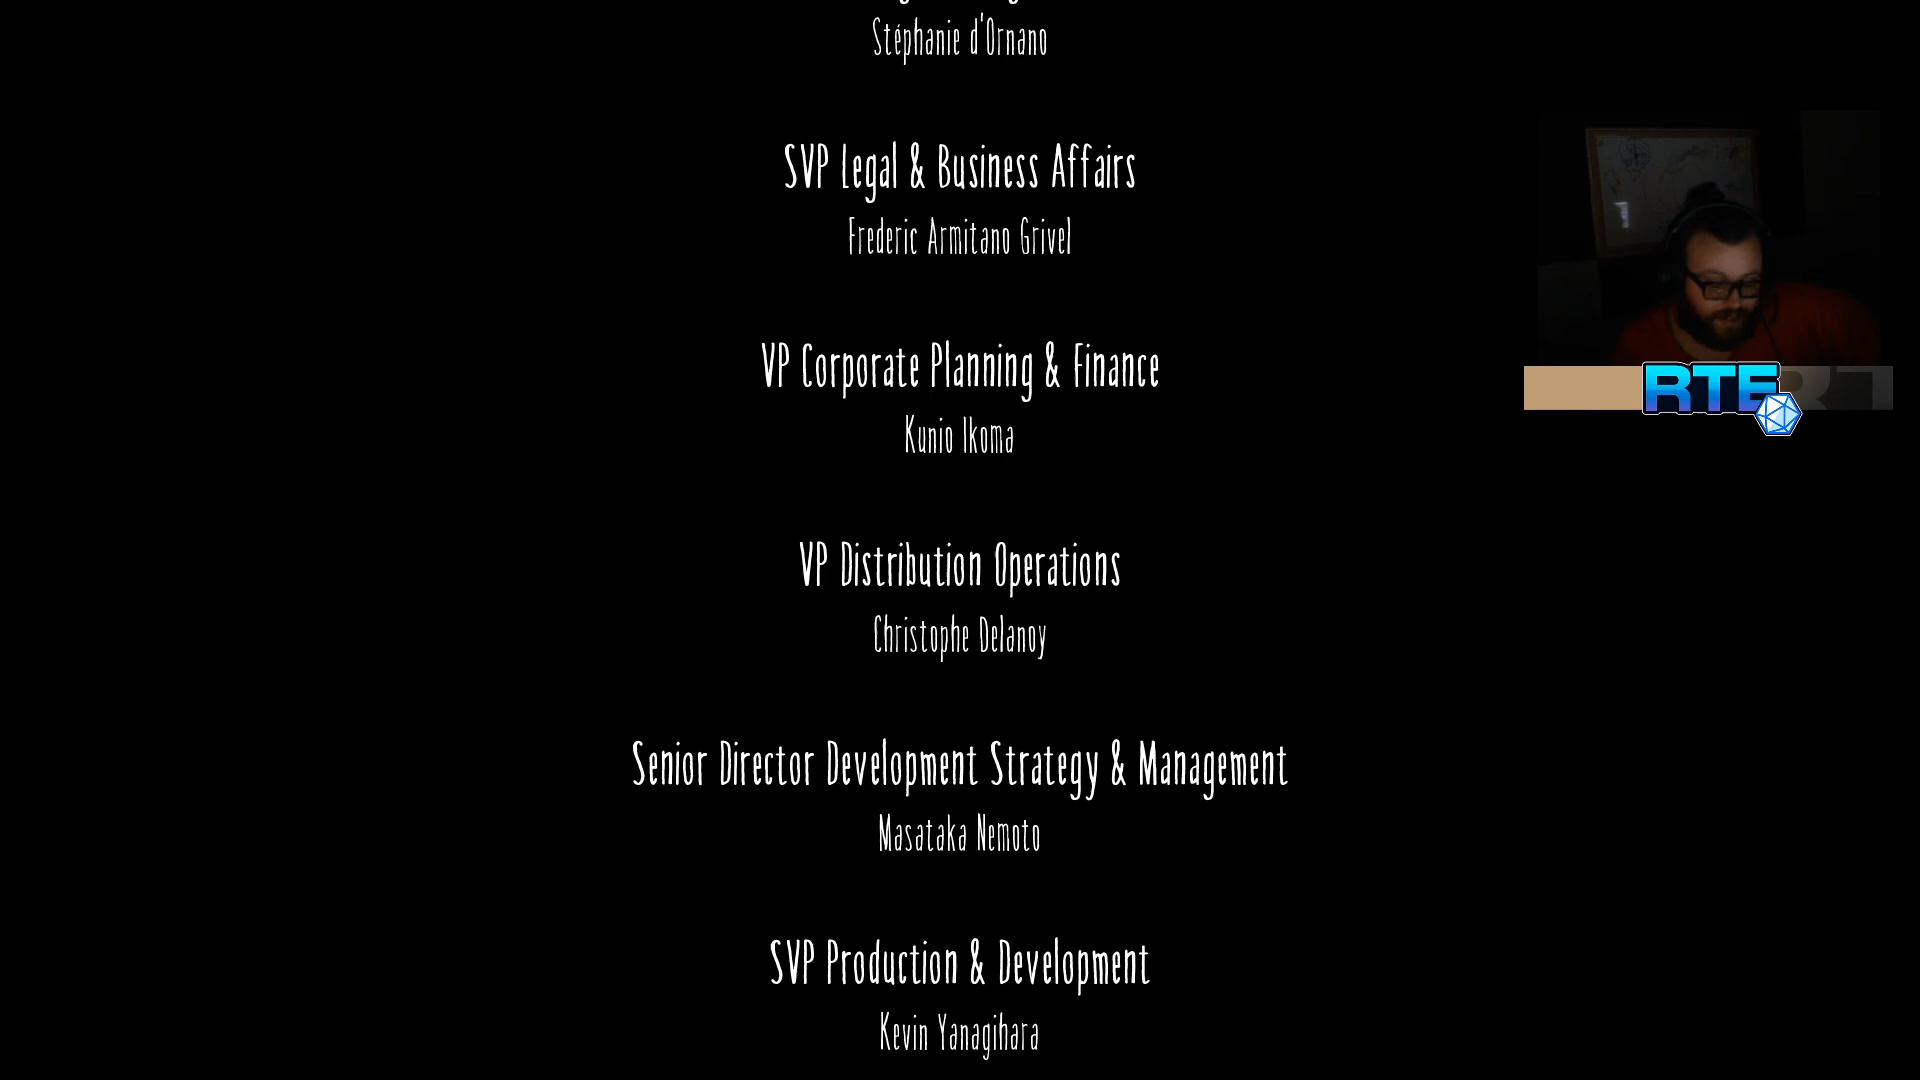 Stéphanie d'Ornano
SVP Legal & Business Affairs
Frederic Armitano Grivel
VP Corporate Planning & Finance
Kunio Ikoma
VP Distribution Operations
Christophe Delanoy
Senior Director Development Strategy & Management
Masataka Nemoto
SVP Production & Development
Kevin Yanagihara
RTE
RT